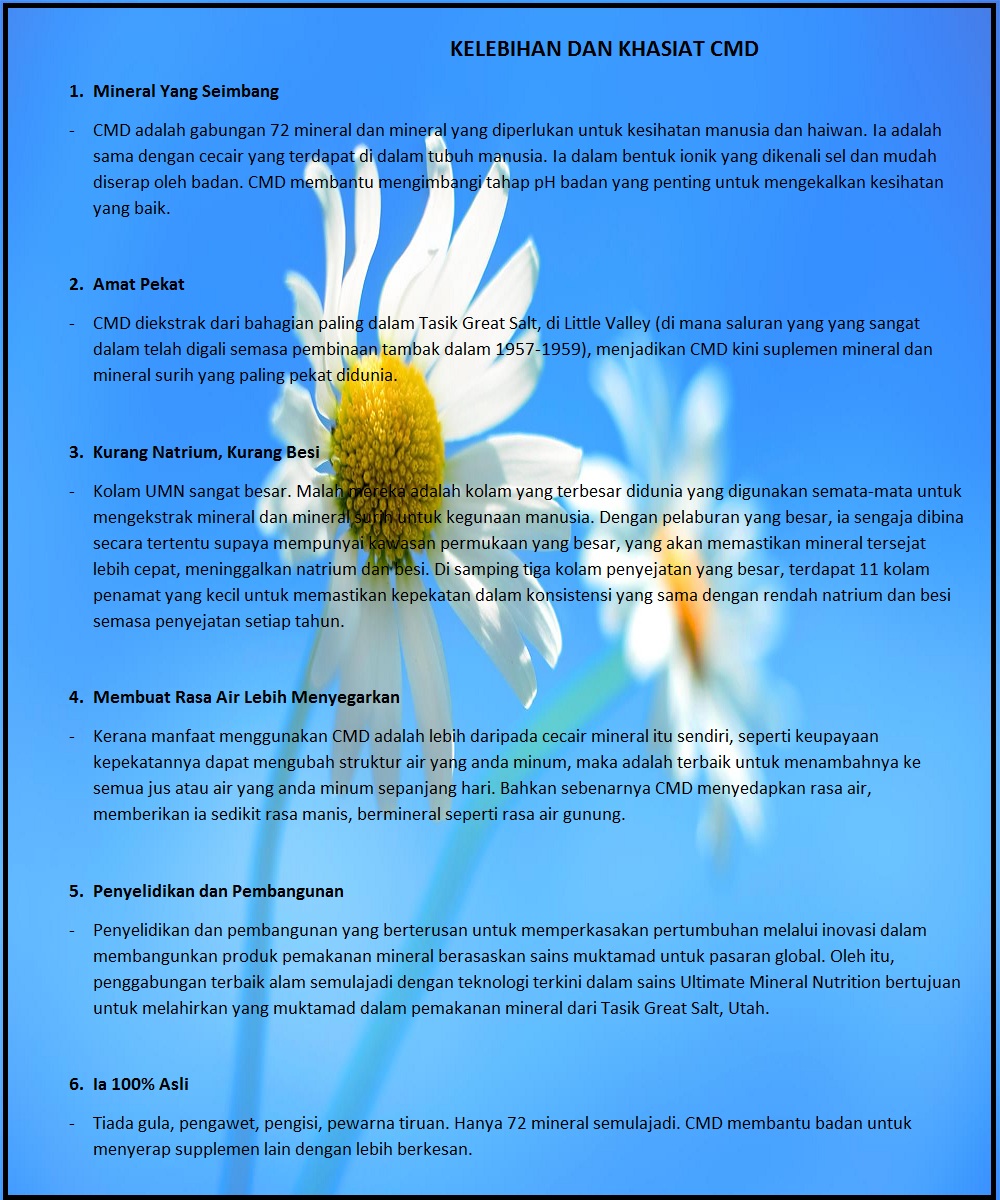 KELEBIHAN DAN KHASIAT CMD
1. Mineral Yang Seimbang
- CMD adalah gabungan 72 mineral dan mineral yang diperlukan untuk kesihatan manusia dan haiwan. Ia adalah
sama dengan cecair yang terdapat di dalam tubuh manusia. Ia dalam bentuk ionik yang dikenali sel dan mudah
diserap oleh badan. CMD membantu mengimbangi tahap pH badan yang penting untuk mengekalkan kesihatan
yang baik.
2. Amat Pekat
- CMD diekstrak dari bahagian paling dalam Tasik Great Salt, di Little Valley (di mana saluran yang yang sangat
dalam telah digali semasa pembinaan tambak dalam 1957-1959), menjadikan CMD kini suplemen mineral dan
mineral surih yang paling pekat didunia.
3. Kurang Natrium, Kurang Besi
- Kolam UMN sangat besar. Malah mereka adalah kolam yang terbesar didunia yang digunakan semata-mata untuk
mengekstrak mineral dan mineral surih untuk kegunaan manusia. Dengan pelaburan yang besar, ia sengaja dibina
secara tertentu supaya mempunyai kawasan permukaan yang besar, yang akan memastikan mineral tersejat
lebih cepat, meninggalkan natrium dan besi. Di samping tiga kolam penyejatan yang besar, terdapat 11 kolam
penamat yang kecil untuk memastikan kepekatan dalam konsistensi yang sama dengan rendah natrium dan besi
semasa penyejatan setiap tahun.
4. Membuat Rasa Air Lebih Menyegarkan
- Kerana manfaat menggunakan CMD adalah lebih daripada cecair mineral itu sendiri, seperti keupayaan
kepekatannya dapat mengubah struktur air yang anda minum, maka adalah terbaik untuk menambahnya ke
semua jus atau air yang anda minum sepanjang hari. Bahkan sebenarnya CMD menyedapkan rasa air,
memberikan ia sedikit rasa manis, bermineral seperti rasa air gunung.
5. Penyelidikan dan Pembangunan
- Penyelidikan dan pembangunan yang berterusan untuk memperkasakan pertumbuhan melalui inovasi dalam
membangunkan produk pemakanan mineral berasaskan sains muktamad untuk pasaran global. Oleh itu,
penggabungan terbaik alam semulajadi dengan teknologi terkini dalam sains Ultimate Mineral Nutrition bertujuan
untuk melahirkan yang muktamad dalam pemakanan mineral dari Tasik Great Salt, Utah.
6. Ia 100% Asli
- Tiada gula, pengawet, pengisi, pewarna tiruan. Hanya 72 mineral semulajadi. CMD membantu badan untuk
menyerap supplemen lain dengan lebih berkesan.